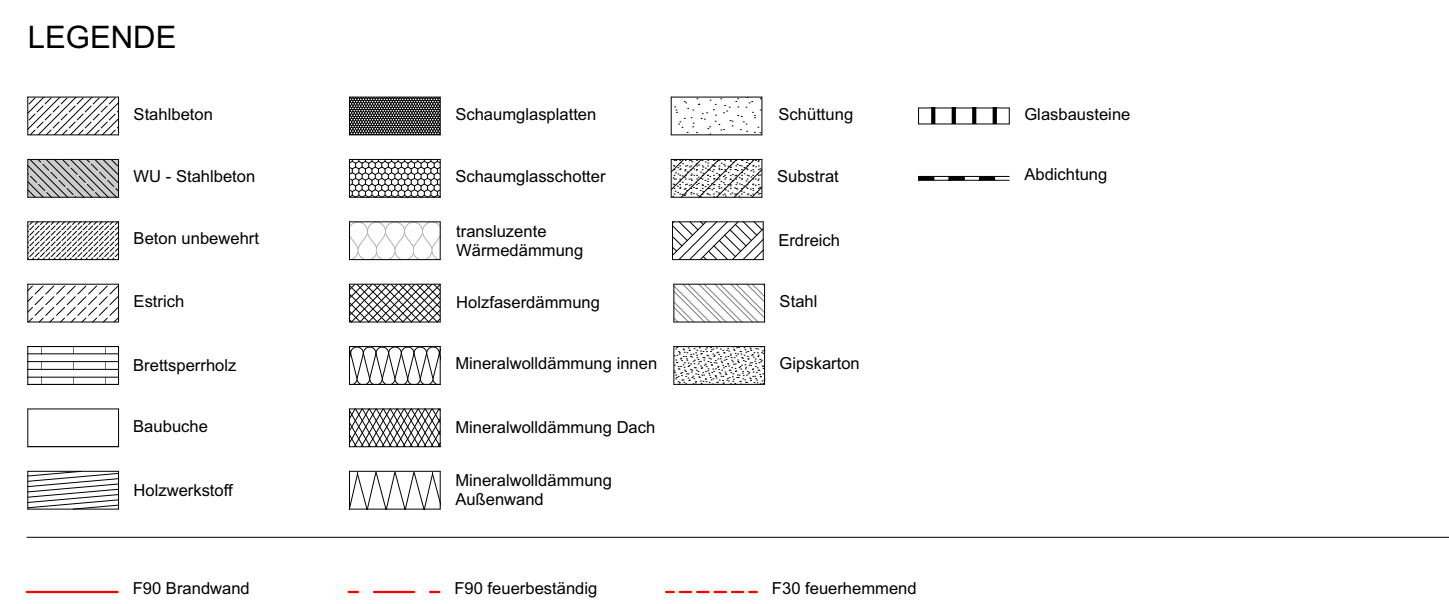 LEGENDE
Stahlbeton
WU - Stahlbeton
Beton unbewehrt
Estrich
Brettsperrholz
Baubuche
Holzwerkstoff
Schaumglasplatten
Schaumglasschotter
transluzente
Wärmedämmung
Holzfaserdämmung
Mineralwolldämmung innen
Mineralwolldämmung Dach
Mineralwolldämmung
Außenwand
Schüttung
Substrat
Erdreich
Stahl
Gipskarton
Glasbausteine
Abdichtung
F90 Brandwand
F90 feuerbeständig
F30 feuerhemmend